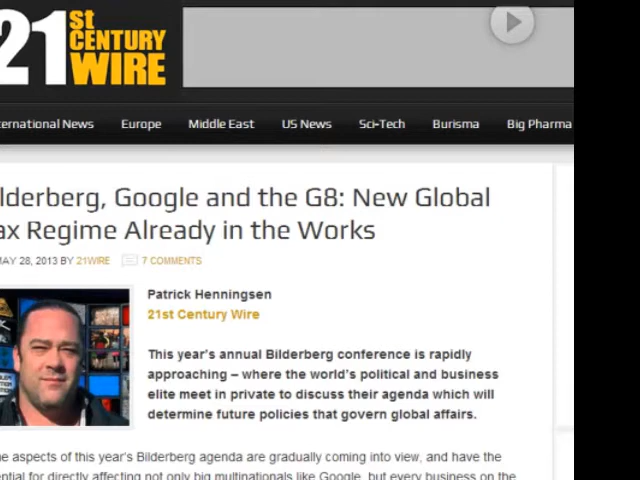 21st
CENTURY
WIRE
ternational News Europe Middle East US News Sci-Tech Burisma Big Pharma
lderberg, Google and the G8: New Global
ax Regime Already in the Works
MAY 28, 2013 BY 21WIRE 7 COMMENTS
Patrick Henningsen
21st Century Wire
This year's annual Bilderberg conference is rapidly
approaching – where the world's political and business
elite meet in private to discuss their agenda which will
determine future policies that govern global affairs.
e aspects of this year's Bilderberg agenda are gradually coming into view, and have the
ential for directly affecting not only big multinationals like Google, but every business on the